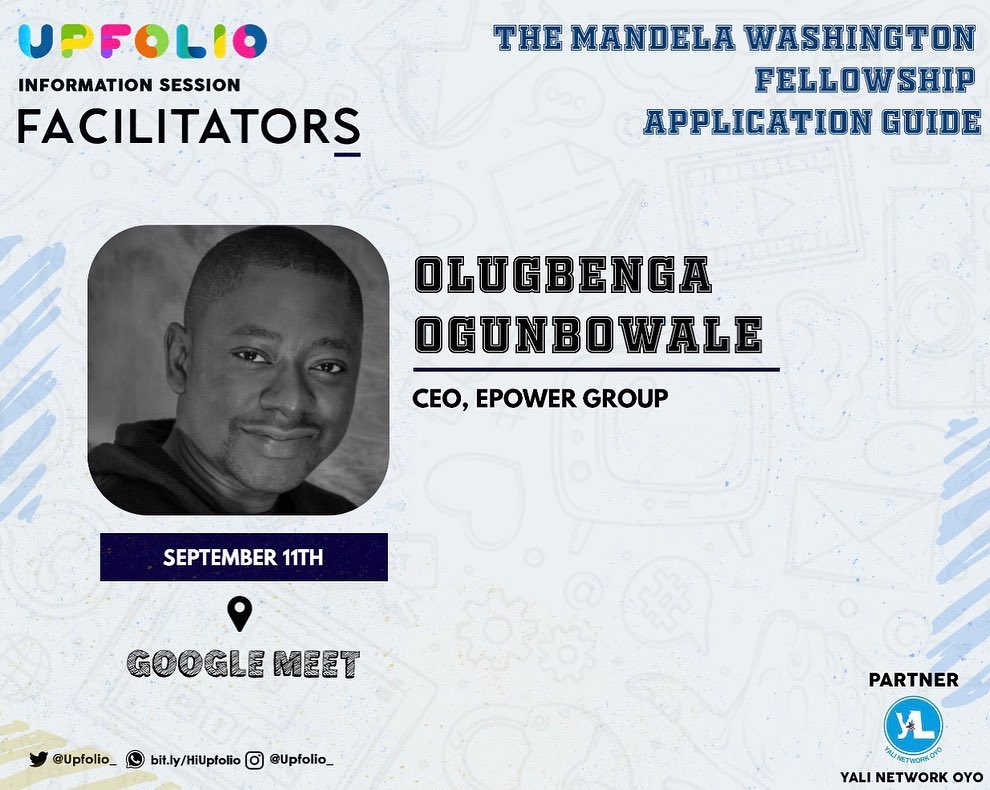 UPFOLIO
INFORMATION SESSION
FACILITATORS
THE MANDELA WASHINGTON
FELLOWSHIP
APPLICATION GUIDE
OLUGBENGA
OGUNBOWALE
CEO, EPOWER GROUP
SEPTEMBER 11TH
GOOGLE MEET
@Upfolio_ bit.ly/HiUpfolio @Upfolio_
PARTNER
YAL
YALI NETWORK OYO
YALI NETWORK OYO